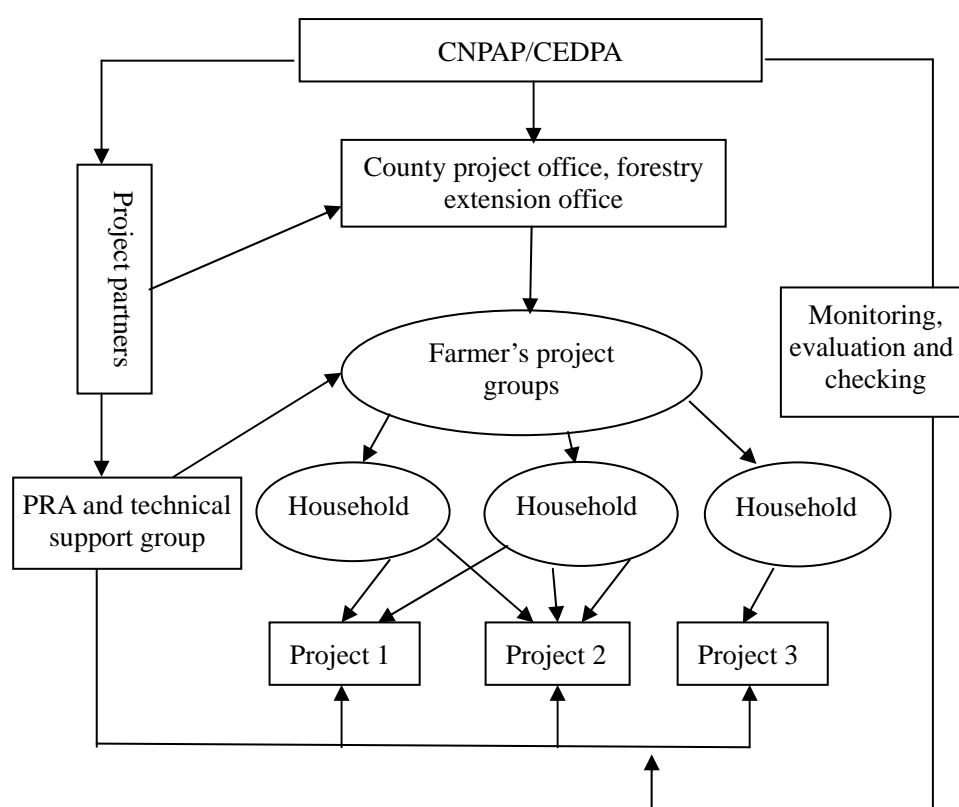 CNPAP/CEDPA
County project office, forestry
extension office
Project partners
Monitoring,
evaluation and
checking
Farmer's project
groups
PRA and technical
support group
Household
Household
Household
Project 1
Project 2
Project 3